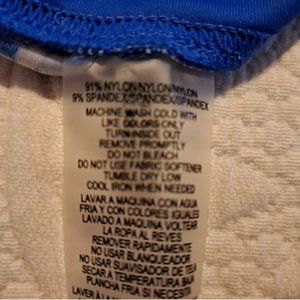 91% NYLON/NYLON/NYLON
9% SPANDEX/SPANDEX/SPANDEX
MACHINE WASH COLD WITH
LIKE COLORS ONLY
TURN INSIDE OUT
REMOVE PROMPTLY
DO NOT BLEACH
DO NOT USE FABRIC SOFTENER
TUMBLE DRY LOW
COOL IRON WHEN NEEDED
LAVAR A MAQUINA CON AGUA
FRIA Y CON COLORES IGUALES
LAVADO A MAQUINA VOLTEANDO
LA ROPA AL REVES
REMOVER RAPIDAMENTE
NO USAR BLANQUEADOR
NO USAR SUAVISADOR DE TELA
SECAR A TEMPERATURA BAJA
PLANCHA FRIA SI NECESITA